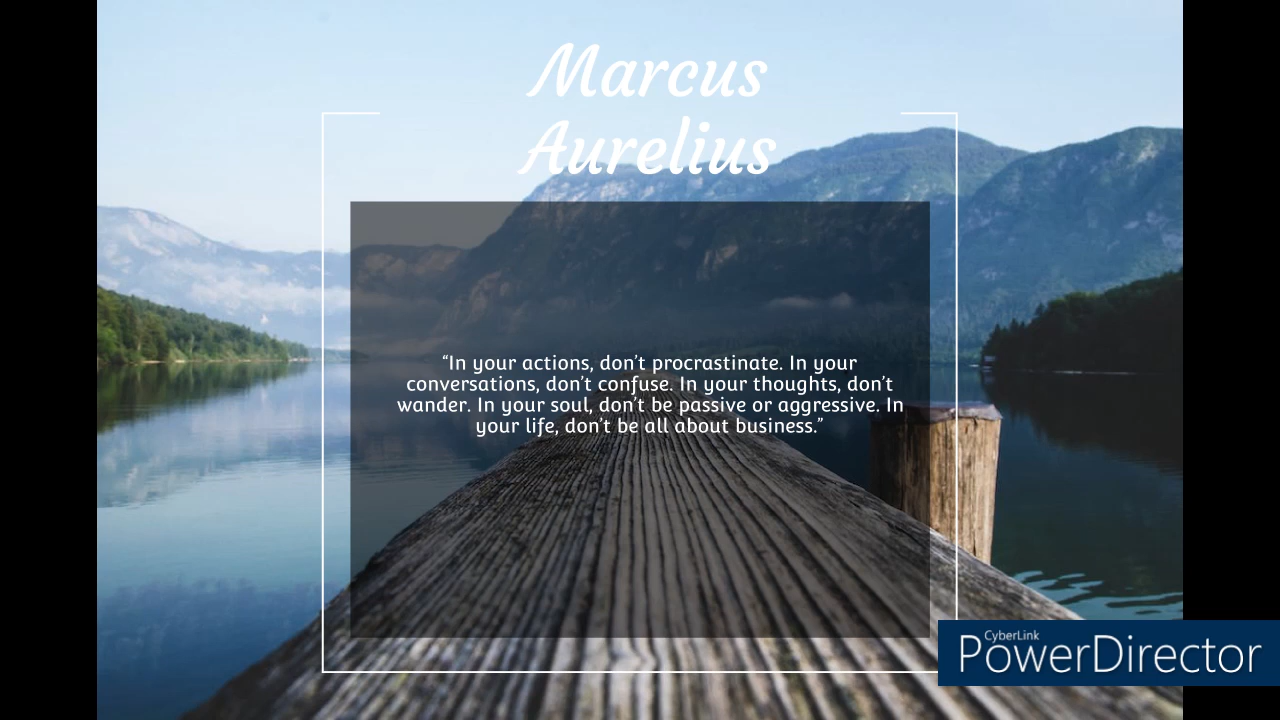 Marcus
Aurelius
“In your actions, don’t procrastinate. In your
conversations, don’t confuse. In your thoughts, don’t
wander. In your soul, don’t be passive or aggressive. In
your life, don’t be all about business.”
CyberLink
PowerDirector